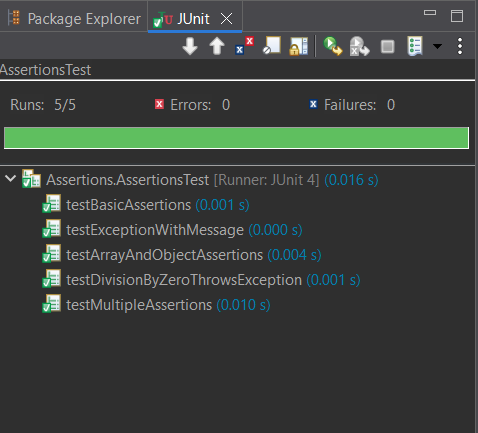 Package Explorer JUnit
AssertionsTest
Runs: 5/5 Errors: 0 Failures: 0
Assertions.AssertionsTest [Runner: JUnit 4] (0.016 s)
testBasicAssertions (0.001 s)
testExceptionWithMessage (0.000 s)
testArrayAndObjectAssertions (0.004 s)
testDivisionByZeroThrowsException (0.001 s)
testMultipleAssertions (0.010 s)